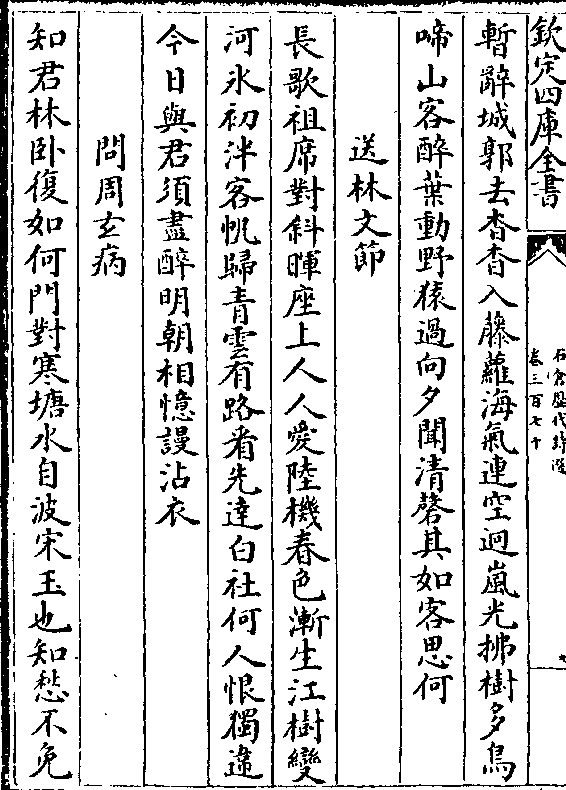 欽定四庫全書
石倉歷代詩選
卷三百七十
暫辭城郭去杳杳入藤蘿海氣連空迥嵐光拂樹多鳥
啼山客醉葉動野猿過向夕聞清磬其如客思何
送林文節
長歌祖席對斜暉座上人人愛陸機春色漸生江樹變
河氷初泮客帆歸青雲有路看先達白社何人恨獨違
今日與君須盡醉明朝相憶謾沾衣
問周玄病
知君林卧復如何門對寒塘水自波宋玉也知愁不免